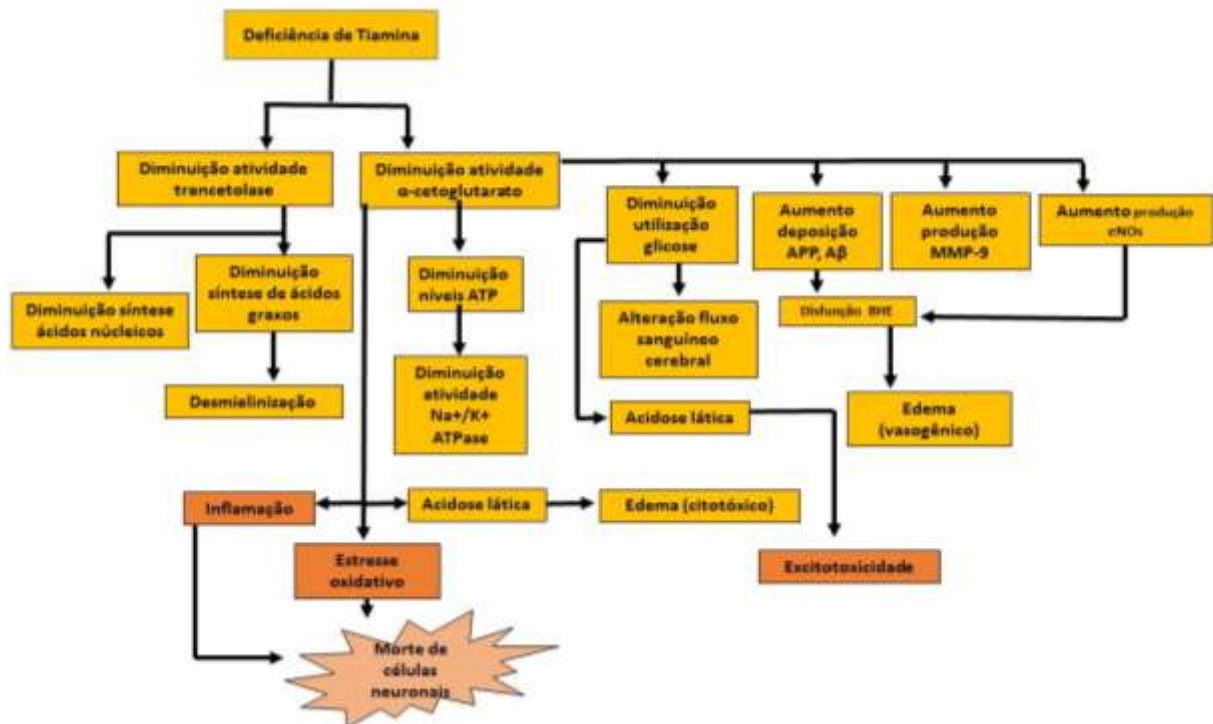 Deficiência de Tiamina
Diminuição atividade
trancetolase
Diminuição atividade
α-cetoglutarato
Diminuição
utilização
glicose
Aumento
deposição
APP, Aβ
Aumento
produção
MMP-9
Aumento produção
eNOs
Diminuição síntese
ácidos núcleicos
Diminuição
síntese de ácidos
graxos
Diminuição
níveis ATP
Alteração fluxo
sanguíneo
cerebral
Disfunção BHE
Desmielinização
Diminuição
atividade
Na+/K+
ATPase
Acidose lática
Edema
(vasogênico)
Inflamação
Acidose lática
Edema (citotóxico)
Estresse
oxidativo
Excitotoxicidade
Morte de
células
neuronais